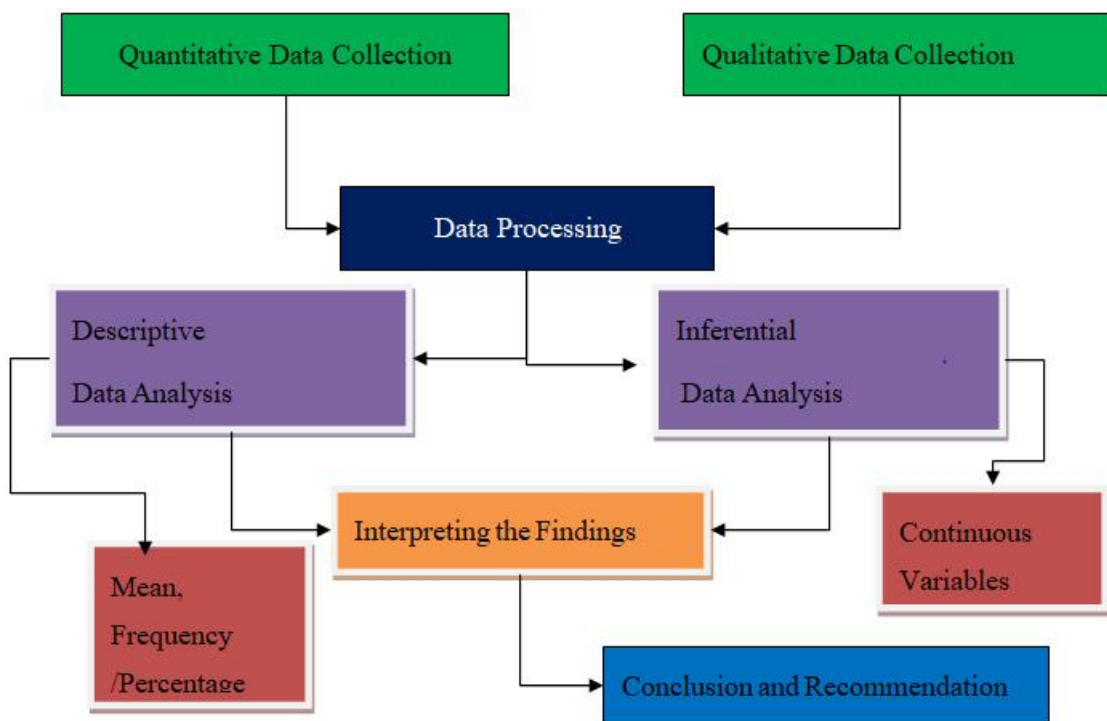 Quantitative Data Collection
Qualitative Data Collection
Data Processing
Descriptive
Data Analysis
Inferential
Data Analysis
Interpreting the Findings
Continuous
Variables
Mean,
Frequency
/Percentage
Conclusion and Recommendation